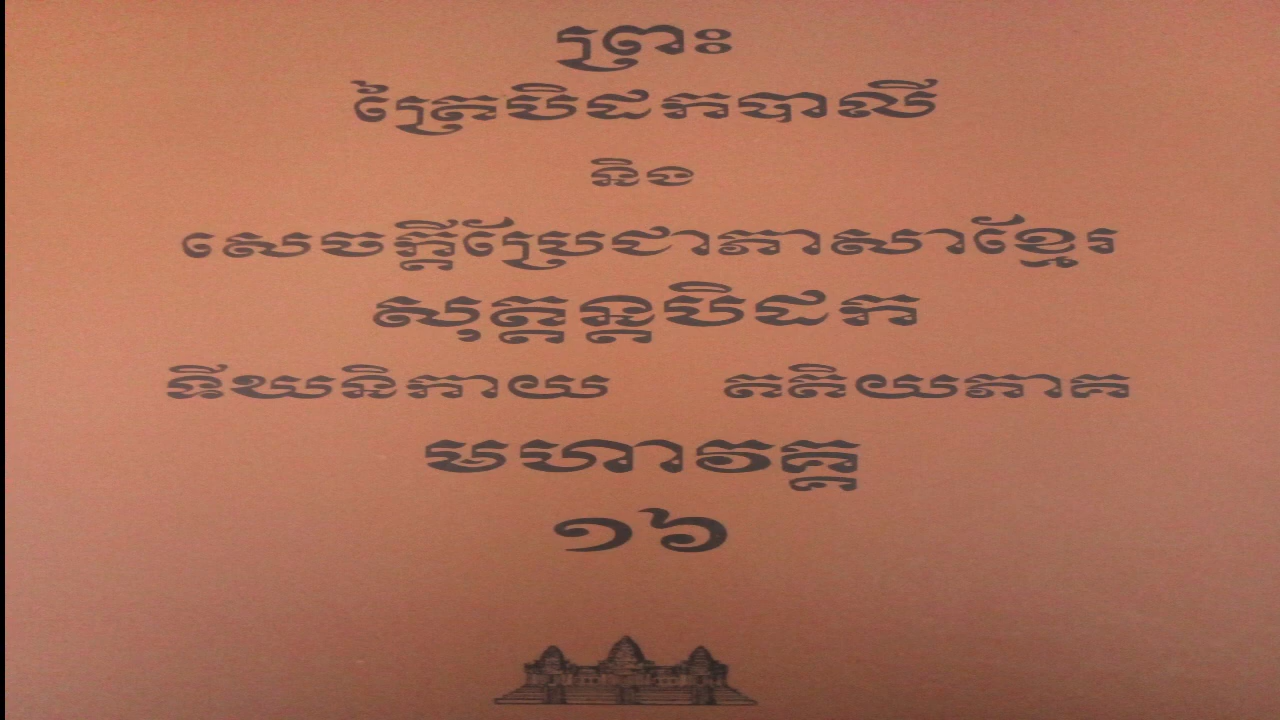 ព្រះ
ត្រៃបិដកបាលី
និង
សេចក្តីប្រែជាភាសាខ្មែរ
សុត្តន្តបិដក
ទីឃនិកាយ តតិយភាគ
មហាវគ្គ
១៦